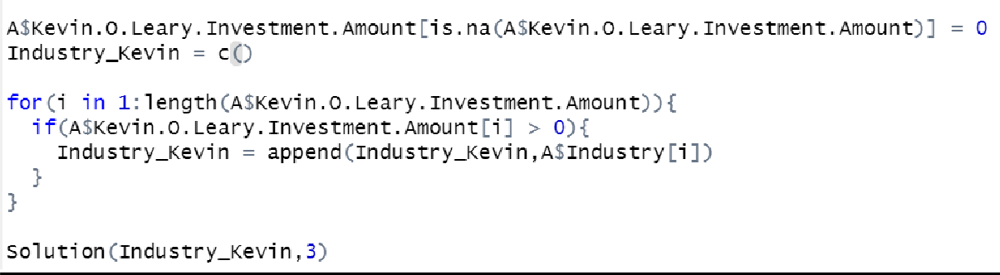 A$Kevin.O.Leary.Investment.Amount[is.na(A$Kevin.O.Leary.Investment.Amount)] = 0
Industry_Kevin = c()
for(i in 1:length(A$Kevin.O.Leary.Investment.Amount)){
if(A$Kevin.O.Leary.Investment.Amount[i] > 0){
Industry_Kevin = append(Industry_Kevin,A$Industry[i])
}
}
Solution(Industry_Kevin,3)